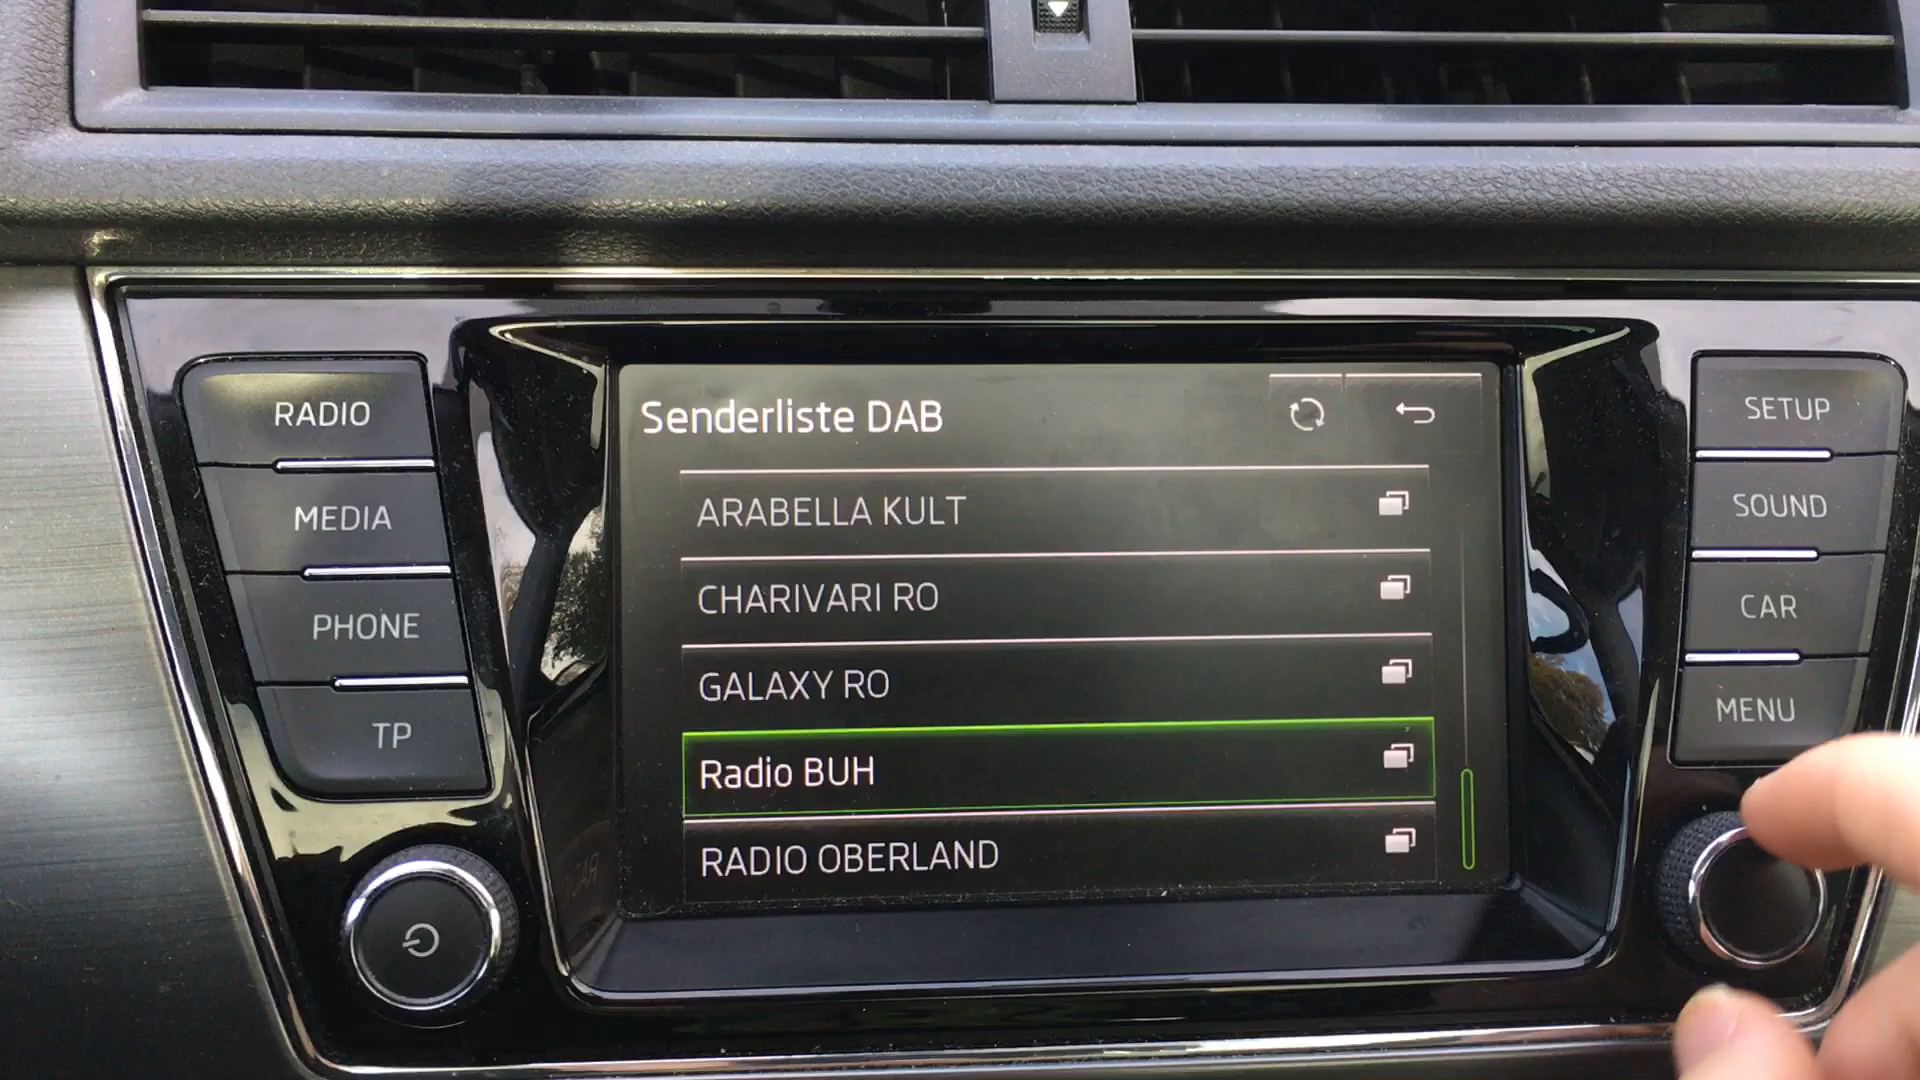 RADIO
MEDIA
PHONE
TP
Senderliste DAB
ARABELLA KULT
CHARIVARI RO
GALAXY RO
Radio BUH
RADIO OBERLAND
SETUP
SOUND
CAR
MENU